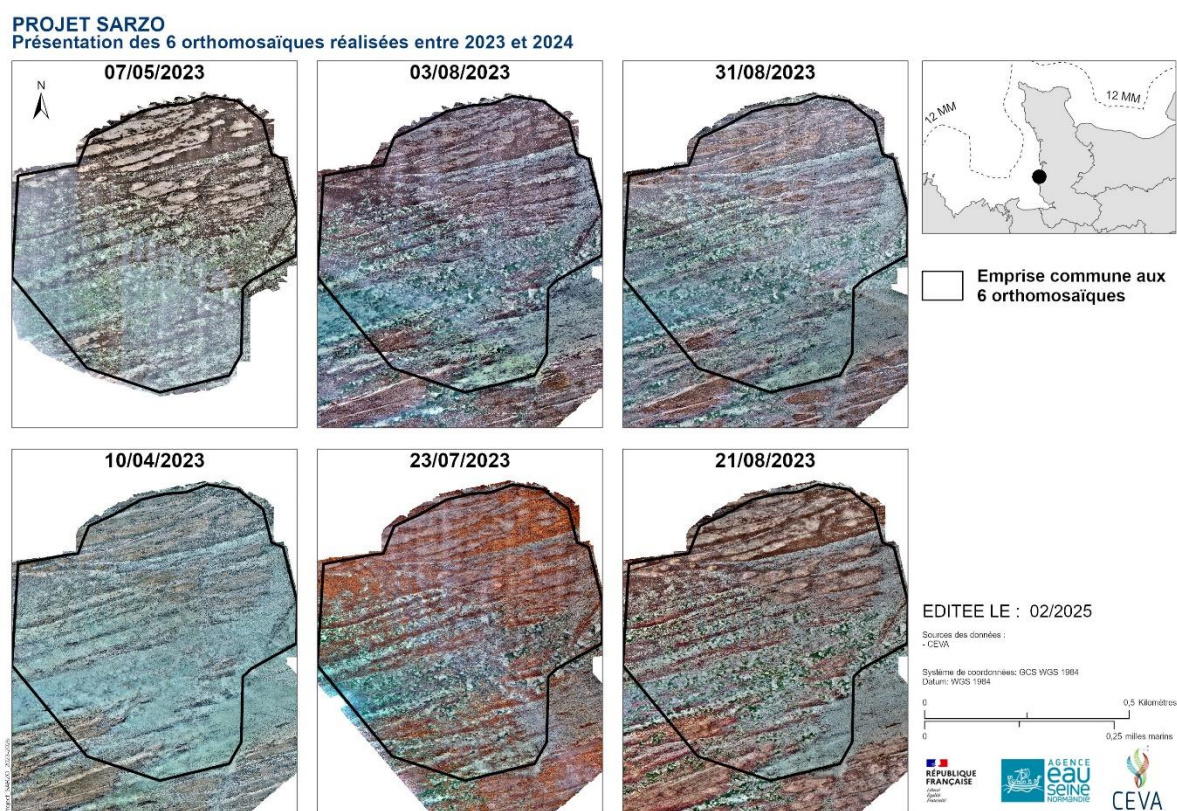 PROJET SARZO
Présentation des 6 orthomosaïques réalisées entre 2023 et 2024
07/05/2023
03/08/2023
31/08/2023
N
12 MM
12 MM
Emprise commune aux
6 orthomosaïques
10/04/2023
23/07/2023
21/08/2023
EDITEE LE : 02/2025
Sources des données :
- CEVA
Système de coordonnées: GCS WGS 1984
Datum: WGS 1984
0
0,5 Kilomètres
0
0,25 milles marins
RÉPUBLIQUE
FRANÇAISE
Liberté
Égalité
Fraternité
AGENCE
eau
SEINE
NORMANDIE
CEVA